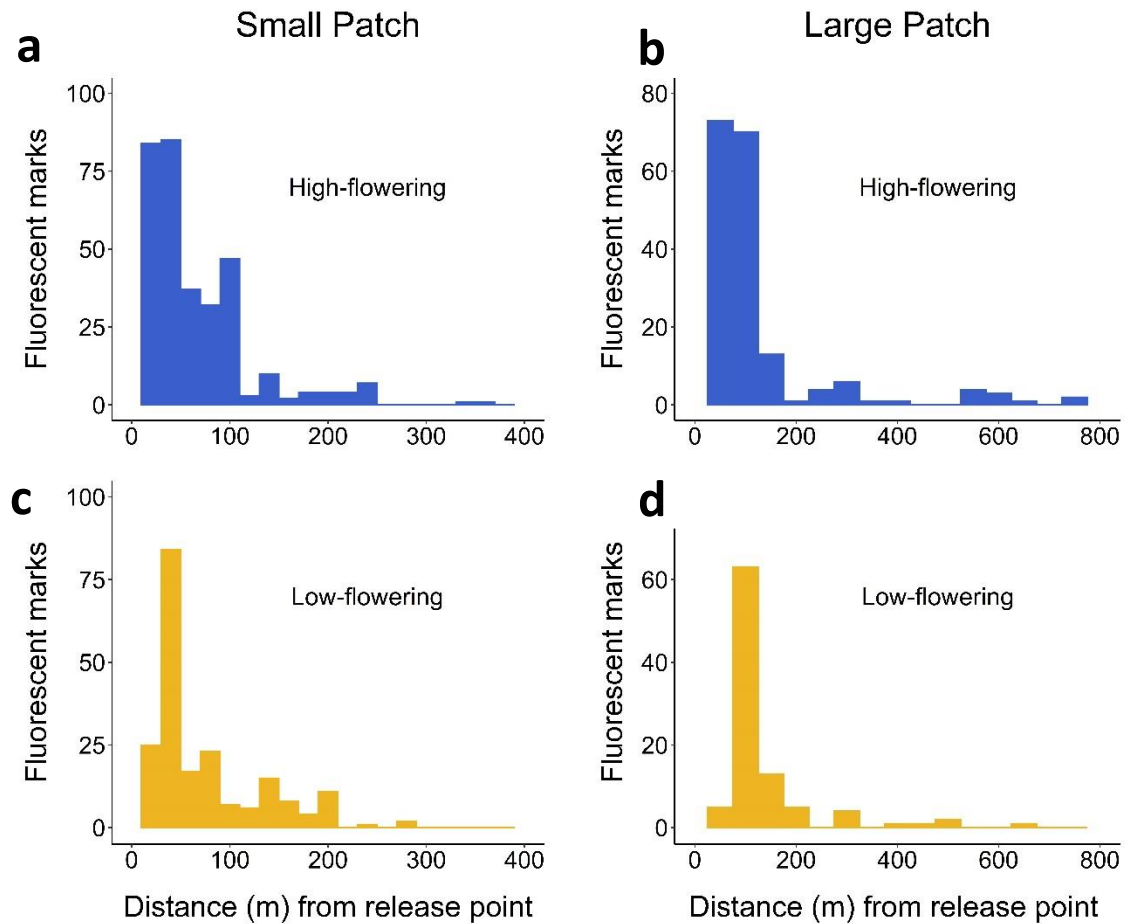 Small Patch
Large Patch
a
b
100
75
50
25
0
Fluorescent marks
High-flowering
0 100 200 300 400
80
60
40
20
0
Fluorescent marks
High-flowering
0 200 400 600 800
c
d
100
75
50
25
0
Fluorescent marks
Low-flowering
0 100 200 300 400
Distance (m) from release point
60
40
20
0
Fluorescent marks
Low-flowering
0 200 400 600 800
Distance (m) from release point